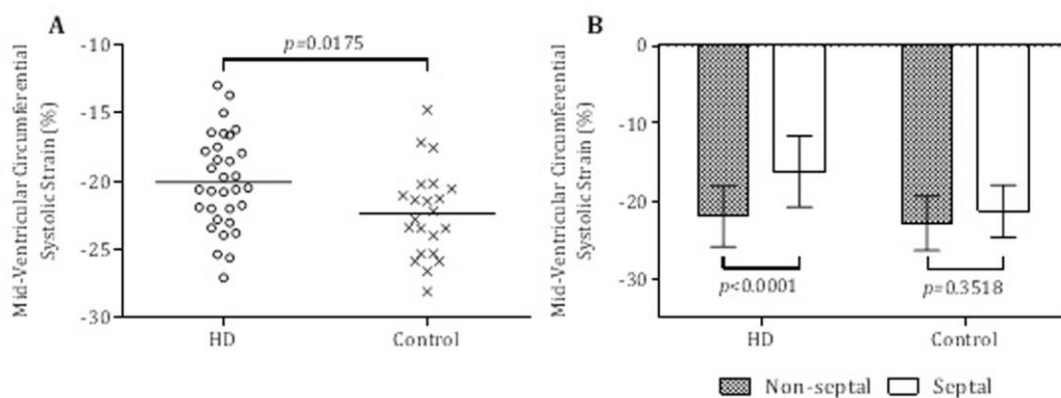 A
Mid-Ventricular Circumferential
Systolic Strain (%)
-10
-15
-20
-25
-30
p=0.0175
HD
Control
B
Mid-Ventricular Circumferential
Systolic Strain (%)
0
-10
-20
-30
p<0.0001
p=0.3518
HD
Control
Non-septal
Septal